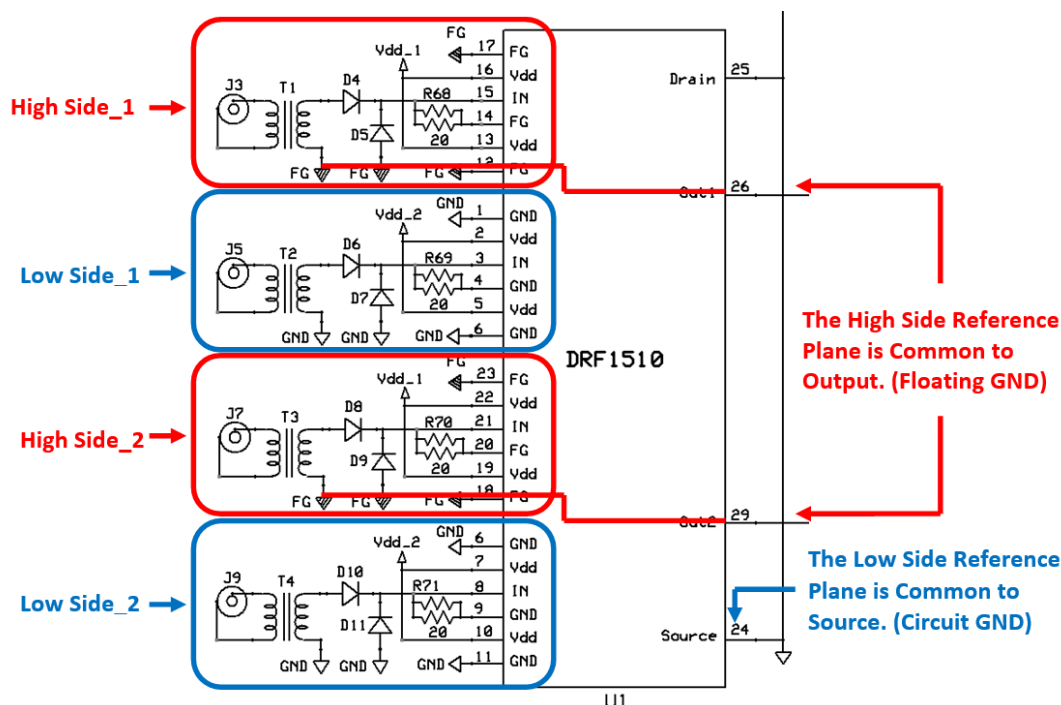 High Side_1
J3
T1
D4
D5
FG
FG
Vdd_1
R68
20
FG
17
FG
16
Vdd
15
IN
14
FG
13
Vdd
12
FG
FG
Low Side_1
J5
T2
D6
D7
GND
GND
Vdd_2
R69
20
GND
1
GND
2
Vdd
3
IN
4
GND
5
Vdd
GND
6
GND
High Side_2
J7
T3
D8
D9
FG
FG
Vdd_1
R70
20
FG
23
FG
22
Vdd
21
IN
20
FG
19
Vdd
FG
18
FG
Low Side_2
J9
T4
D10
D11
GND
GND
Vdd_2
R71
20
GND
6
GND
7
Vdd
8
IN
9
GND
10
Vdd
GND
11
GND
DRF1510
U1
Drain
25
Out1
26
Out2
29
Source
24
The High Side Reference
Plane is Common to
Output. (Floating GND)
The Low Side Reference
Plane is Common to
Source. (Circuit GND)